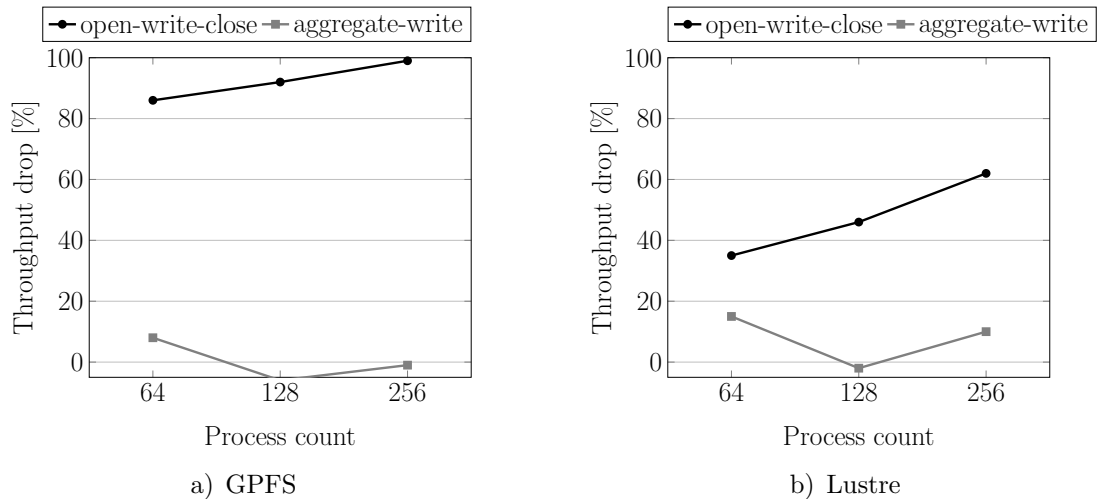 open-write-close aggregate-write
100
80
60
40
20
0
Throughput drop [%]
64 128 256
Process count
a) GPFS
open-write-close aggregate-write
100
80
60
40
20
0
Throughput drop [%]
64 128 256
Process count
b) Lustre